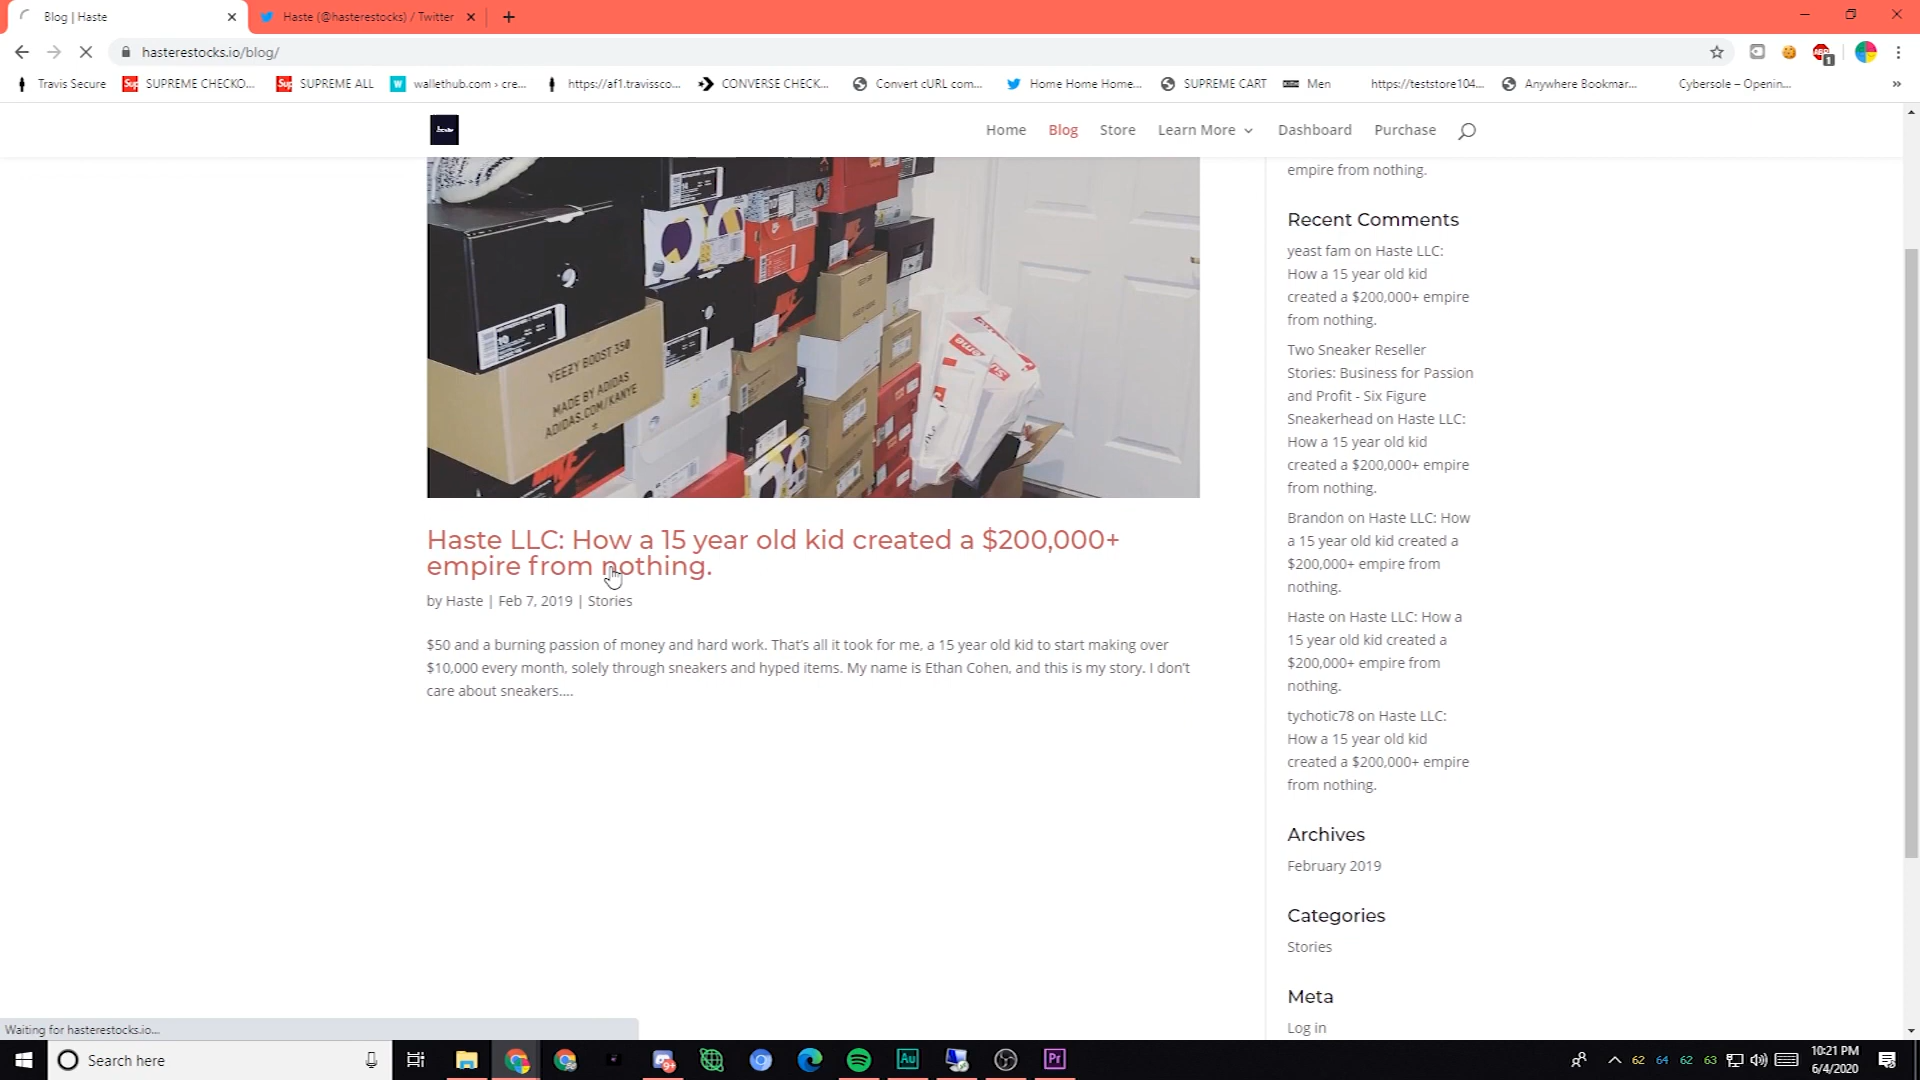 Blog | Haste
Haste (@hasterestocks) / Twitter
hasterestocks.io/blog/
1
Travis Secure
Sup
SUPREME CHECKO...
Sup
SUPREME ALL
W
wallethub.com › cre...
https://af1.travissco...
CONVERSE CHECK...
Convert cURL com...
Home Home Home...
SUPREME CART
Men
https://teststore104...
Anywhere Bookmar...
Cybersole – Openin...
»
Home
Blog
Store
Learn More
Dashboard
Purchase
YEEZY BOOST 350
MADE BY ADIDAS
ADIDAS.COM/KANYE
Haste LLC: How a 15 year old kid created a $200,000+
empire from nothing.
by Haste | Feb 7, 2019 | Stories
$50 and a burning passion of money and hard work. That’s all it took for me, a 15 year old kid to start making over
$10,000 every month, solely through sneakers and hyped items. My name is Ethan Cohen, and this is my story. I don’t
care about sneakers....
empire from nothing.
Recent Comments
yeast fam on Haste LLC:
How a 15 year old kid
created a $200,000+ empire
from nothing.
Two Sneaker Reseller
Stories: Business for Passion
and Profit - Six Figure
Sneakerhead on Haste LLC:
How a 15 year old kid
created a $200,000+ empire
from nothing.
Brandon on Haste LLC: How
a 15 year old kid created a
$200,000+ empire from
nothing.
Haste on Haste LLC: How a
15 year old kid created a
$200,000+ empire from
nothing.
tychotic78 on Haste LLC:
How a 15 year old kid
created a $200,000+ empire
from nothing.
Archives
February 2019
Categories
Stories
Meta
Log in
Waiting for hasterestocks.io...
Search here
9+
Au
Pr
62 64 62 63
10:21 PM
6/4/2020